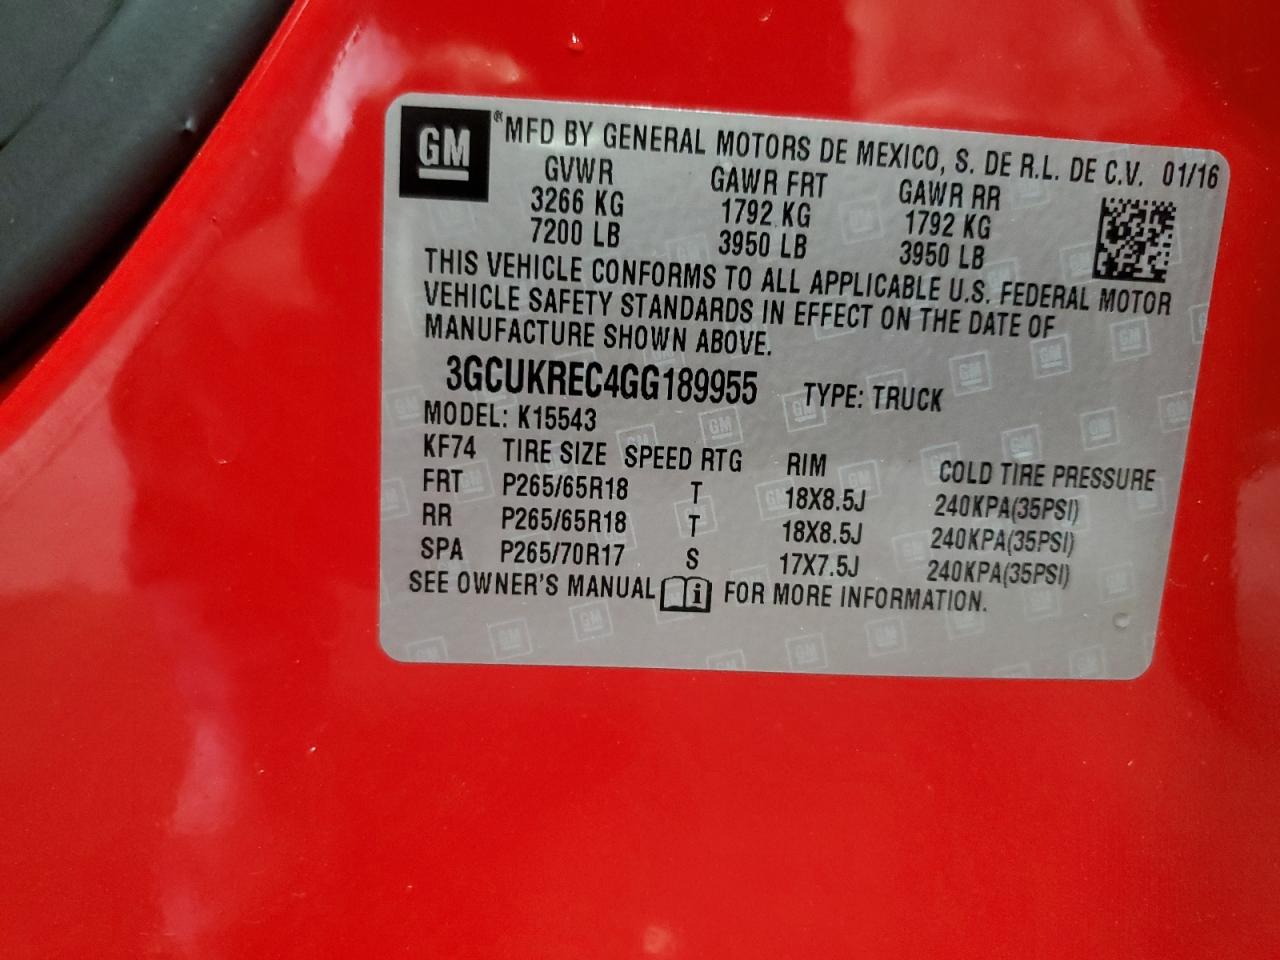 GM ® MFD BY GENERAL MOTORS DE MEXICO, S. DE R.L. DE C.V. 01/16
GVWR GAWR FRT GAWR RR
3266 KG 1792 KG 1792 KG
7200 LB 3950 LB 3950 LB
THIS VEHICLE CONFORMS TO ALL APPLICABLE U.S. FEDERAL MOTOR
VEHICLE SAFETY STANDARDS IN EFFECT ON THE DATE OF
MANUFACTURE SHOWN ABOVE.
3GCUKREC4GG189955 TYPE: TRUCK
MODEL: K15543
KF74 TIRE SIZE SPEED RTG RIM COLD TIRE PRESSURE
FRT P265/65R18 T 18X8.5J 240KPA(35PSI)
RR P265/65R18 T 18X8.5J 240KPA(35PSI)
SPA P265/70R17 S 17X7.5J 240KPA(35PSI)
SEE OWNER'S MANUAL i FOR MORE INFORMATION.